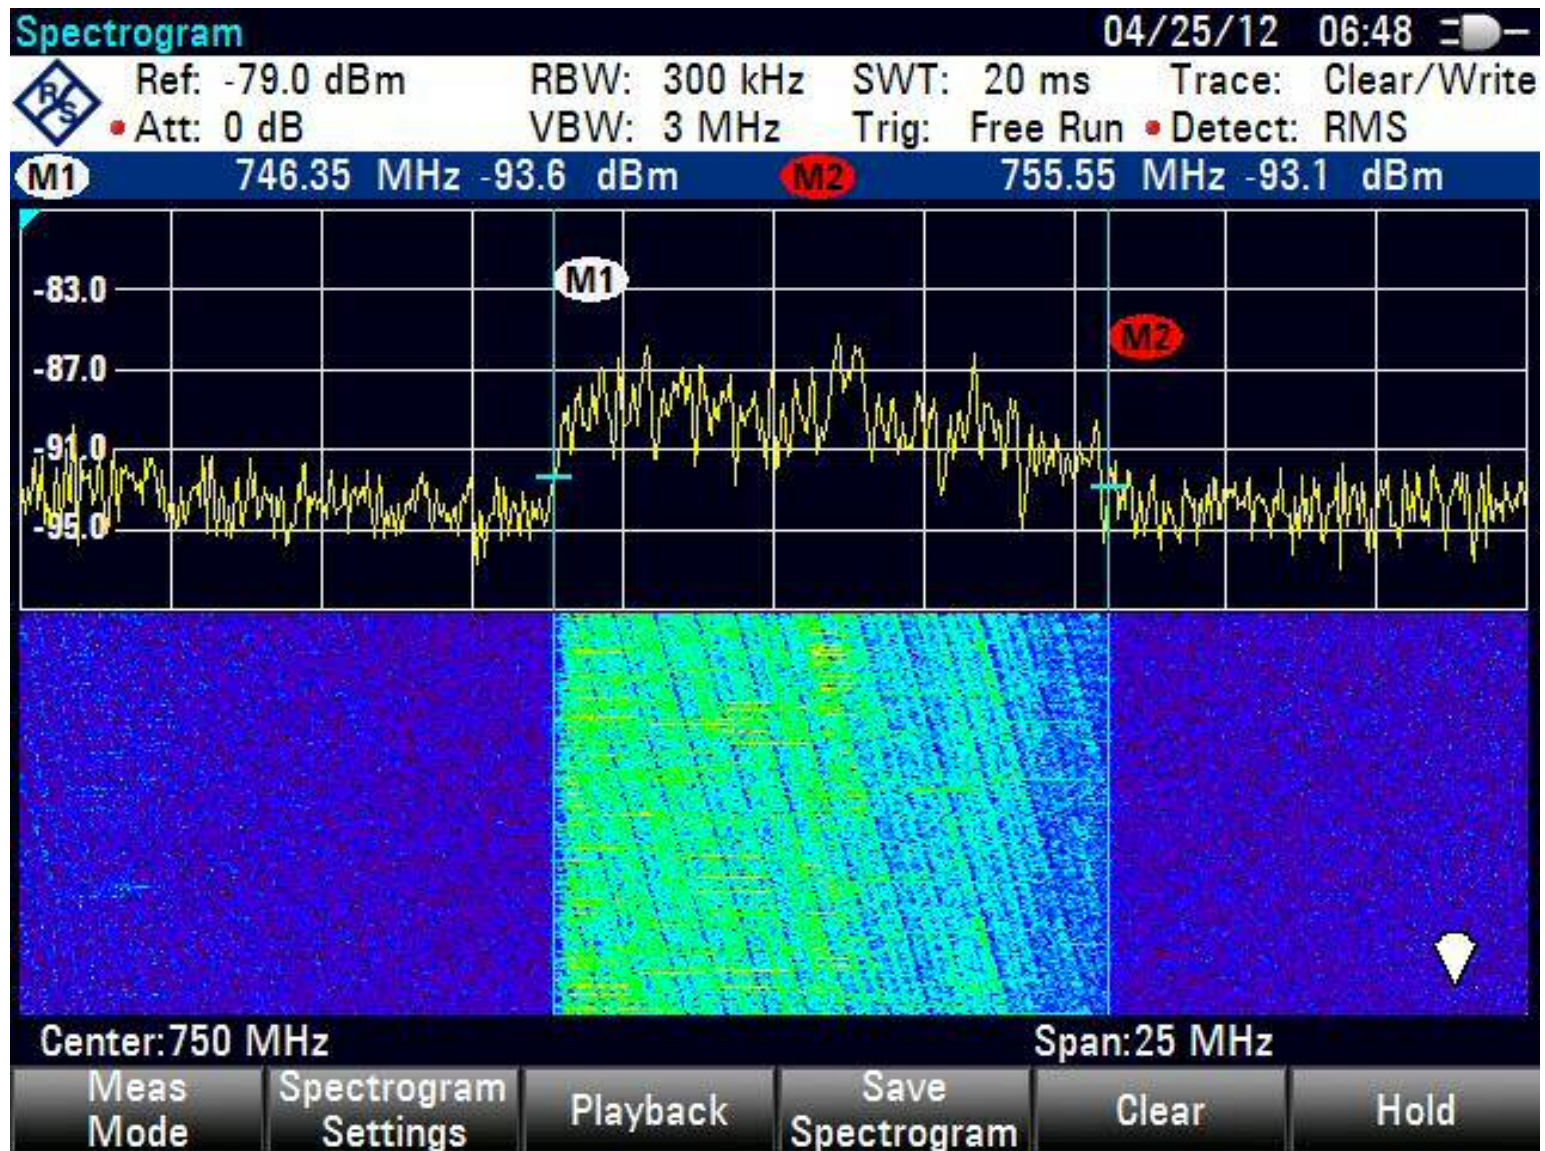 Spectrogram 04/25/12 06:48
R&S Ref: -79.0 dBm RBW: 300 kHz SWT: 20 ms Trace: Clear/Write
Att: 0 dB VBW: 3 MHz Trig: Free Run Detect: RMS
M1 746.35 MHz -93.6 dBm M2 755.55 MHz -93.1 dBm
M1
-83.0
M2
-87.0
-91.0
-95.0
Center:750 MHz Span:25 MHz
Meas Mode Spectrogram Settings Playback Save Spectrogram Clear Hold